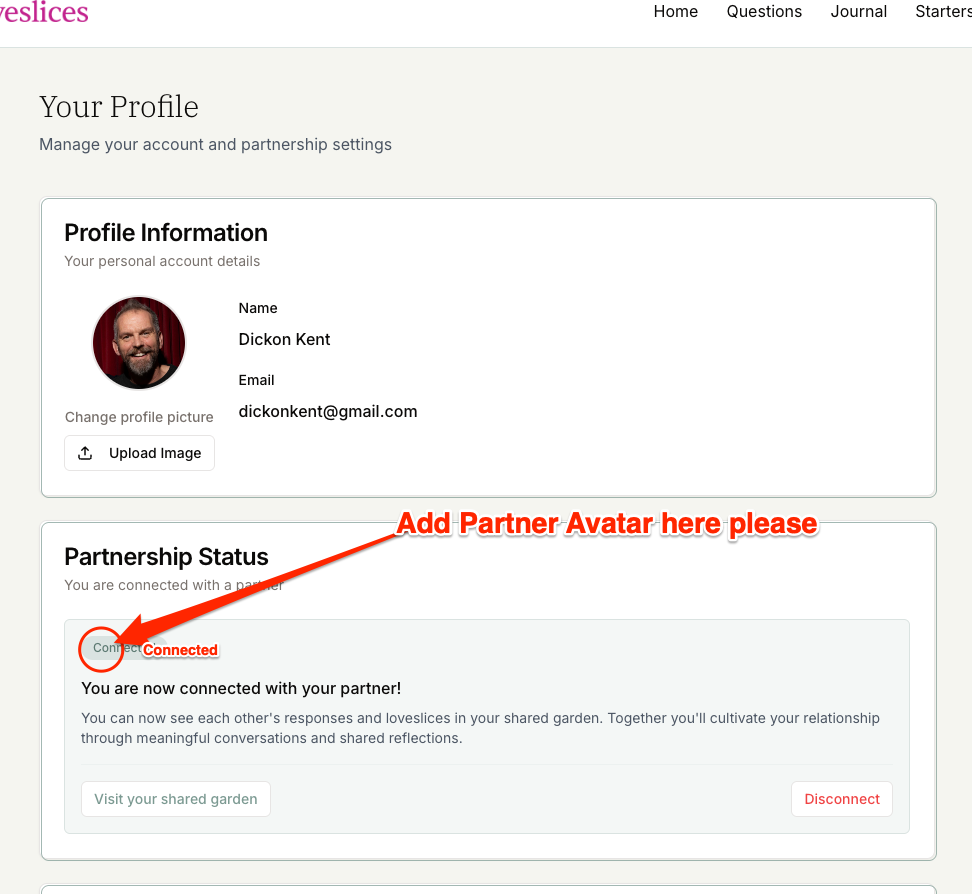 veslices
Home Questions Journal Starters
Your Profile
Manage your account and partnership settings
Profile Information
Your personal account details
Name
Dickon Kent
Email
dickonkent@gmail.com
Change profile picture
Upload Image
Add Partner Avatar here please
Partnership Status
You are connected with a partner
Connected
You are now connected with your partner!
You can now see each other's responses and loveslices in your shared garden. Together you'll cultivate your relationship
through meaningful conversations and shared reflections.
Visit your shared garden
Disconnect